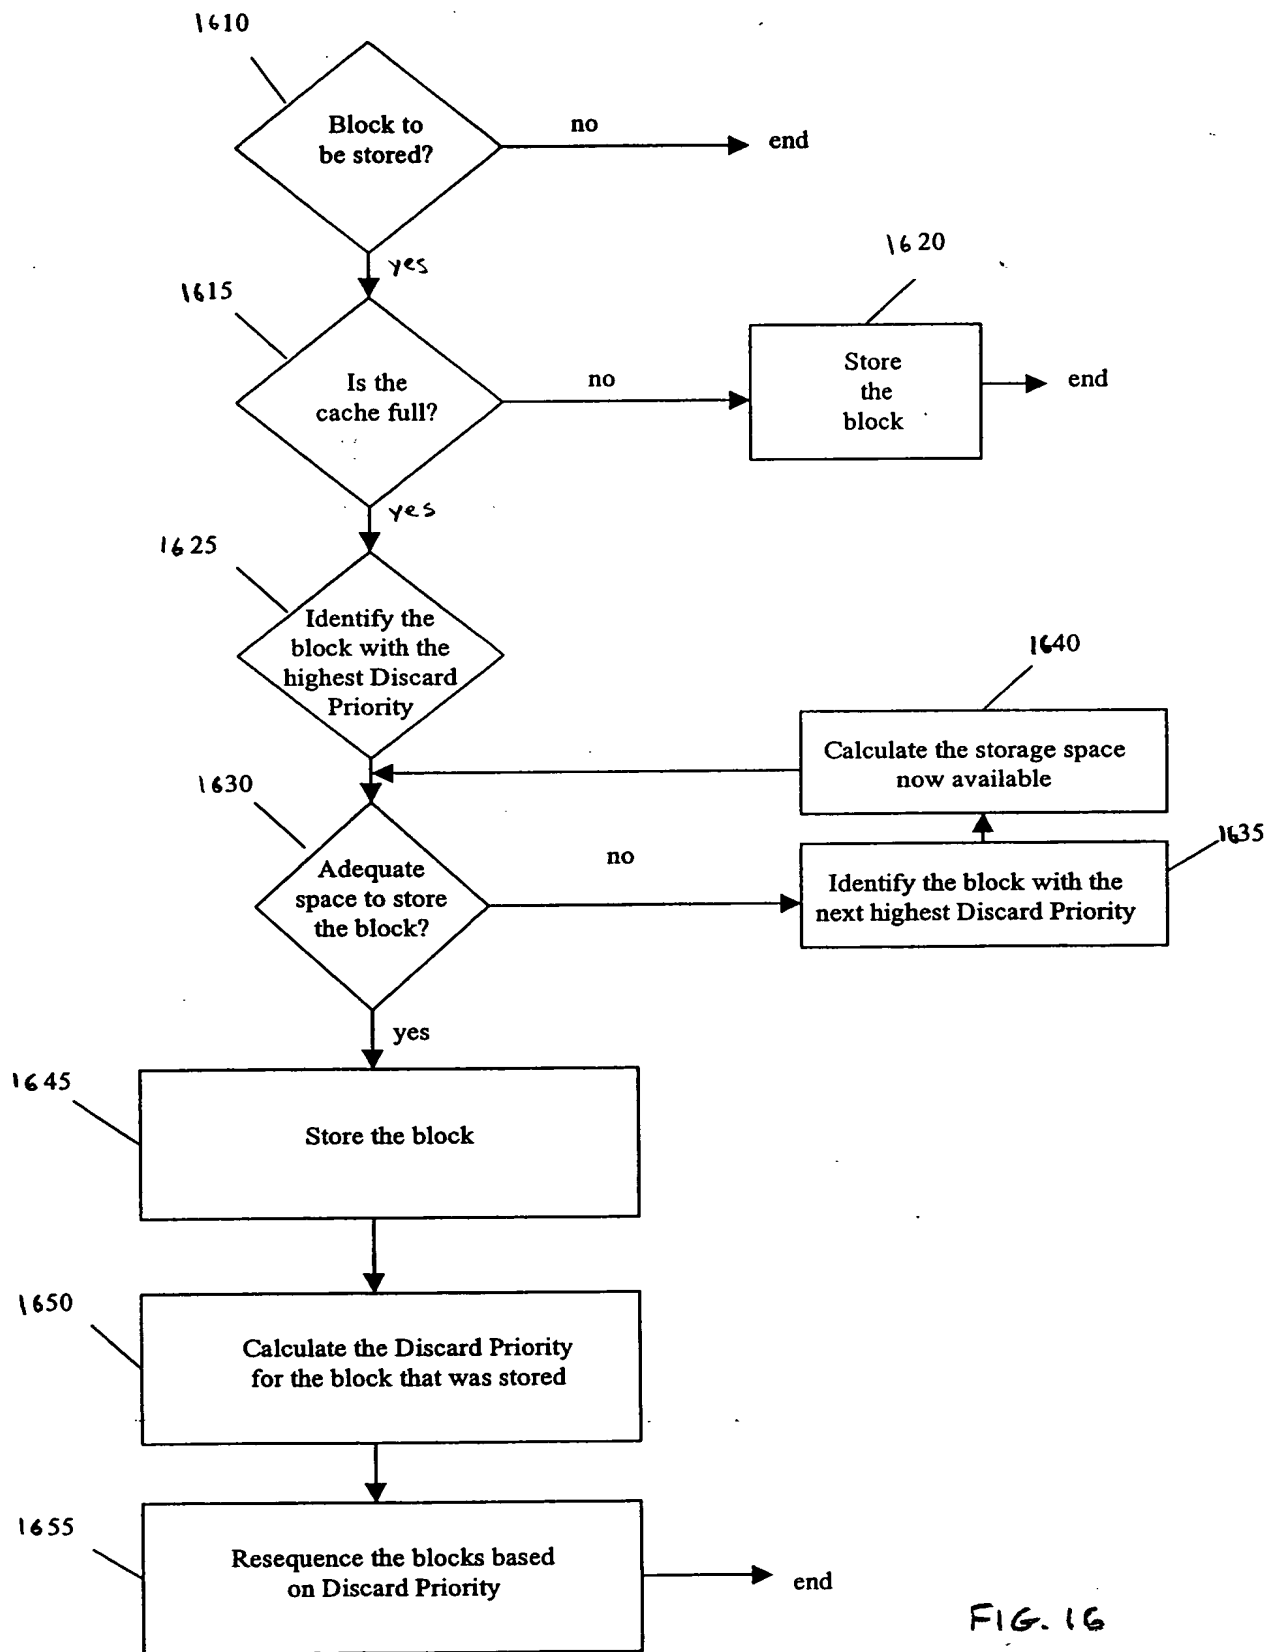 1610
Block to
be stored?
no
end
yes
1615
Is the
cache full?
no
1620
Store
the
block
end
yes
1625
Identify the
block with the
highest Discard
Priority
1640
Calculate the storage space
now available
1630
Adequate
space to store
the block?
no
1635
Identify the block with the
next highest Discard Priority
yes
1645
Store the block
1650
Calculate the Discard Priority
for the block that was stored
1655
Resequence the blocks based
on Discard Priority
end
FIG. 16